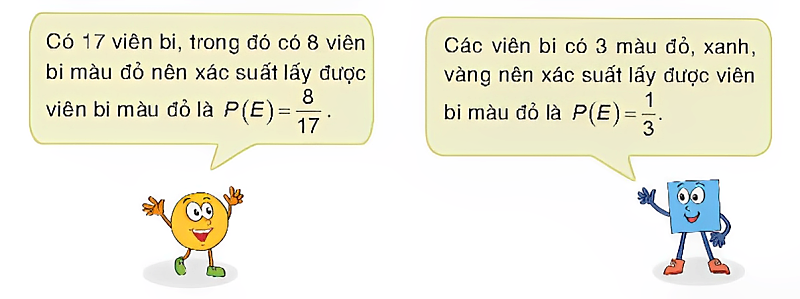 Có 17 viên bi, trong đó có 8 viên
bi màu đỏ nên xác suất lấy được
viên bi màu đỏ là P(E) = 8/17.
Các viên bi có 3 màu đỏ, xanh,
vàng nên xác suất lấy được viên
bi màu đỏ là P(E) = 1/3.